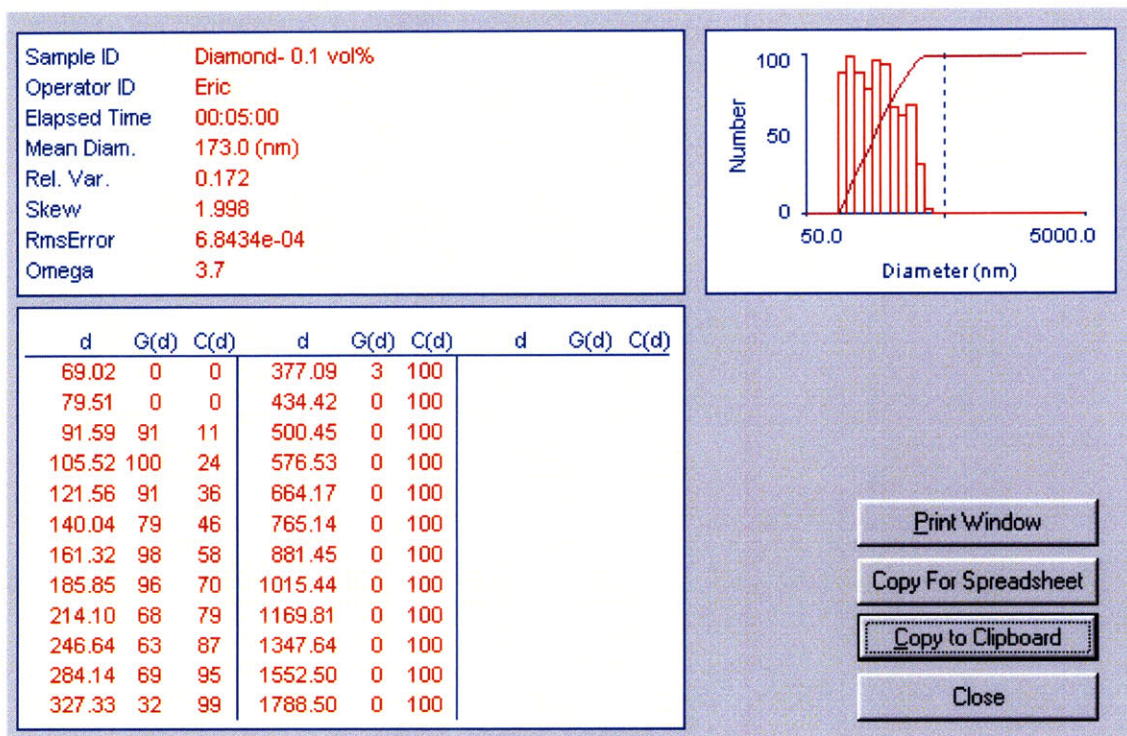 Sample ID Diamond- 0.1 vol%
Operator ID Eric
Elapsed Time 00:05:00
Mean Diam. 173.0 (nm)
Rel. Var. 0.172
Skew 1.998
RmsError 6.8434e-04
Omega 3.7
100
50
0
Number
50.0 5000.0
Diameter (nm)
d G(d) C(d) d G(d) C(d) d G(d) C(d)
69.02 0 0 377.09 3 100
79.51 0 0 434.42 0 100
91.59 91 11 500.45 0 100
105.52 100 24 576.53 0 100
121.56 91 36 664.17 0 100
140.04 79 46 765.14 0 100
161.32 98 58 881.45 0 100
185.85 96 70 1015.44 0 100
214.10 68 79 1169.81 0 100
246.64 63 87 1347.64 0 100
284.14 69 95 1552.50 0 100
327.33 32 99 1788.50 0 100
Print Window
Copy For Spreadsheet
Copy to Clipboard
Close